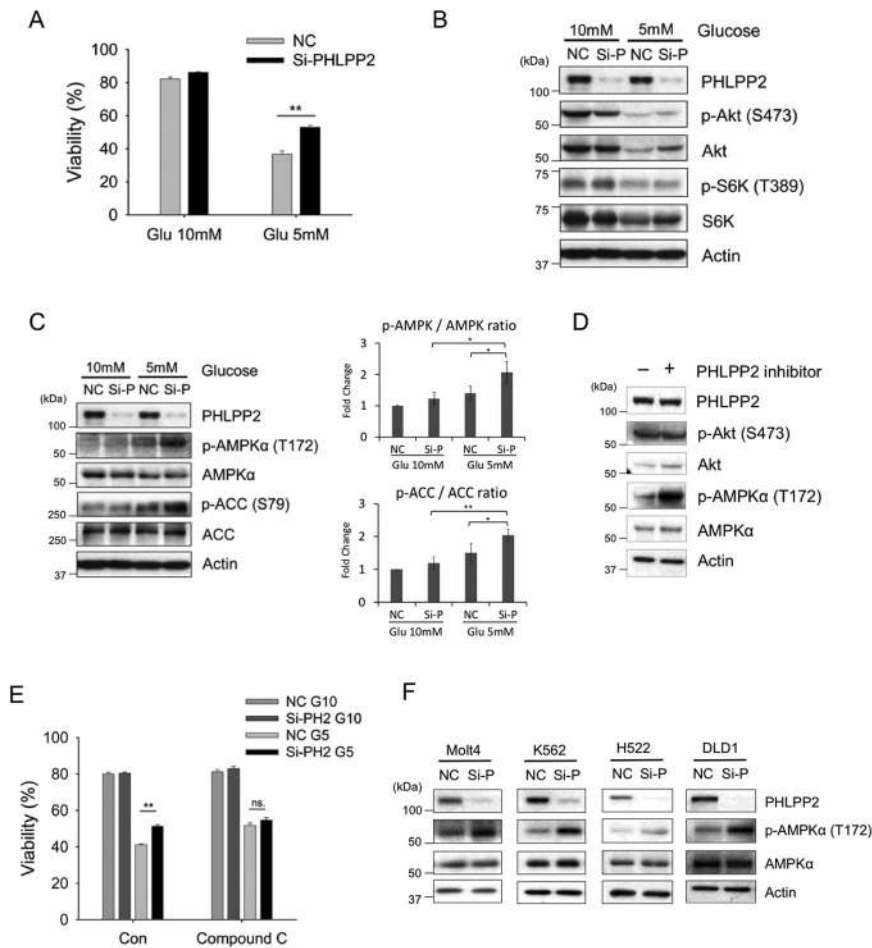 A
NC
Si-PHLPP2
Viability (%)
100
80
60
40
20
0
**
Glu 10mM
Glu 5mM
B
10mM 5mM Glucose
(kDa) NC Si-P NC Si-P
PHLPP2
100
p-Akt (S473)
50
Akt
50
75
p-S6K (T389)
75
S6K
Actin
37
C
10mM 5mM Glucose
(kDa) NC Si-P NC Si-P
PHLPP2
100
p-AMPKα (T172)
50
AMPKα
50
p-ACC (S79)
250
ACC
250
Actin
37
p-AMPK / AMPK ratio
Fold Change
3
2
1
0
*
*
NC Si-P NC Si-P
Glu 10mM Glu 5mM
p-ACC / ACC ratio
Fold Change
3
2
1
0
**
*
NC Si-P NC Si-P
Glu 10mM Glu 5mM
D
− + PHLPP2 inhibitor
(kDa)
PHLPP2
100
p-Akt (S473)
50
Akt
50
p-AMPKα (T172)
50
AMPKα
50
Actin
37
E
NC G10
Si-PH2 G10
NC G5
Si-PH2 G5
Viability (%)
100
80
60
40
20
0
**
ns.
Con
Compound C
F
Molt4 K562 H522 DLD1
(kDa) NC Si-P NC Si-P NC Si-P NC Si-P
PHLPP2
100
p-AMPKα (T172)
50
AMPKα
50
Actin
37